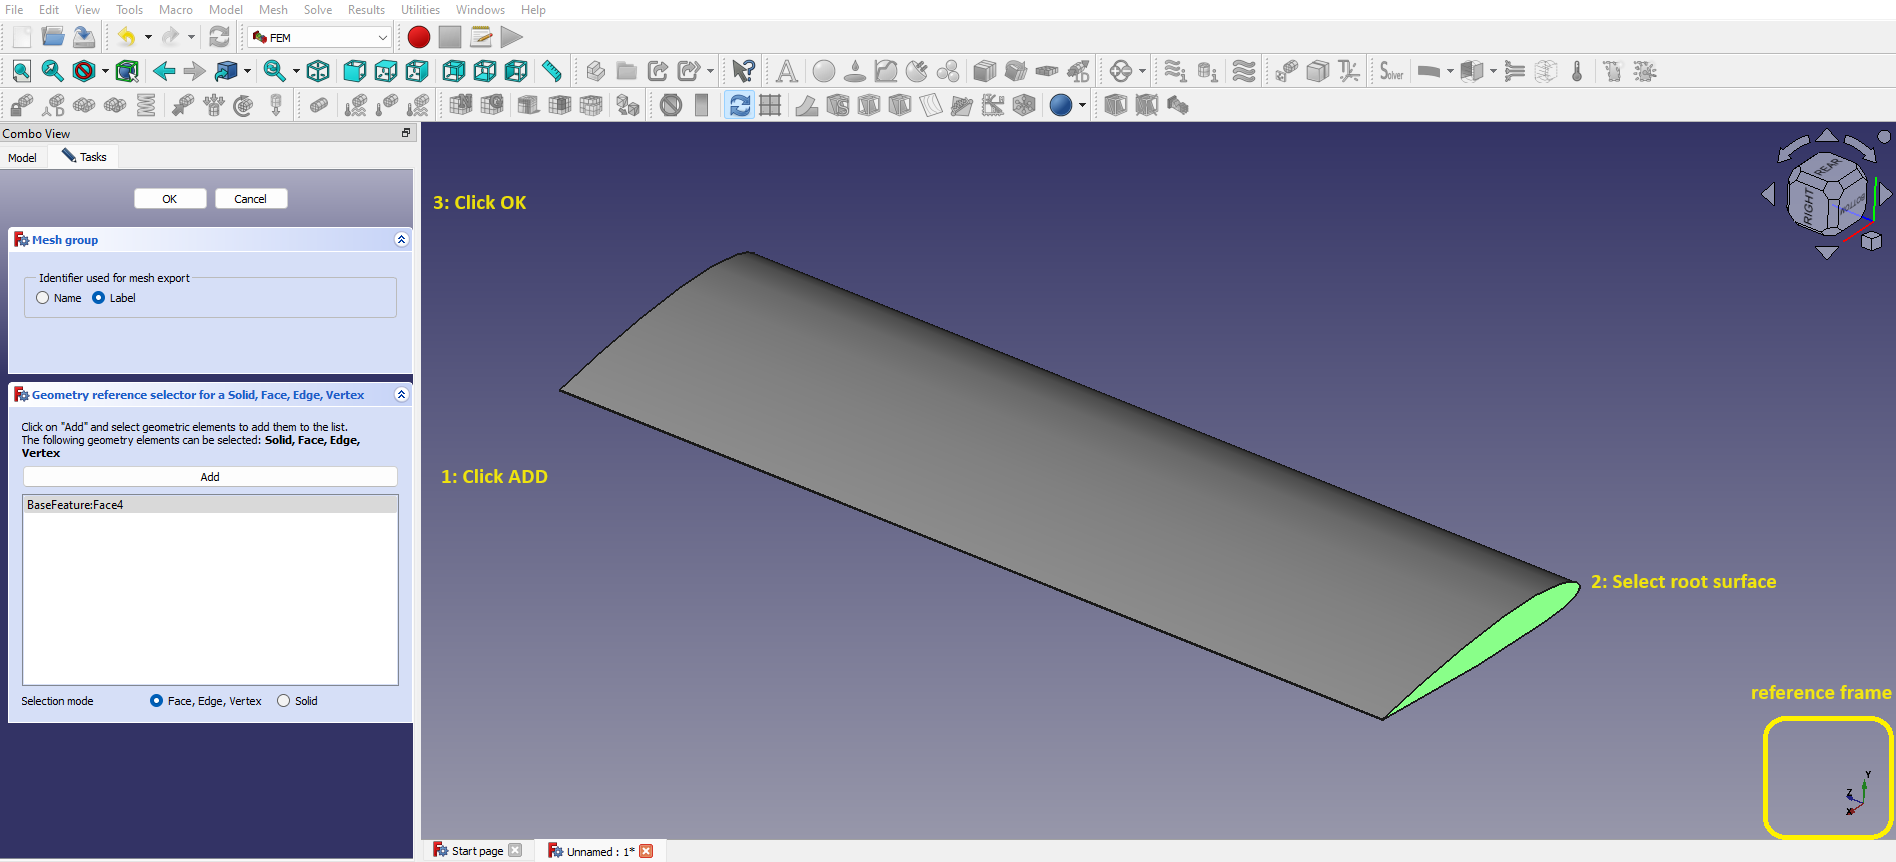 File Edit View Tools Macro Model Mesh Solve Results Utilities Windows Help
FEM
Solver
Combo View
Model Tasks
OK Cancel
3: Click OK
Mesh group
Identifier used for mesh export
Name Label
Geometry reference selector for a Solid, Face, Edge, Vertex
Click on "Add" and select geometric elements to add them to the list.
The following geometry elements can be selected: Solid, Face, Edge,
Vertex
Add
1: Click ADD
BaseFeature:Face4
2: Select root surface
Selection mode Face, Edge, Vertex Solid
REAR
RIGHT
BOTTOM
reference frame
Y
Z
X
Start page Unnamed : 1*